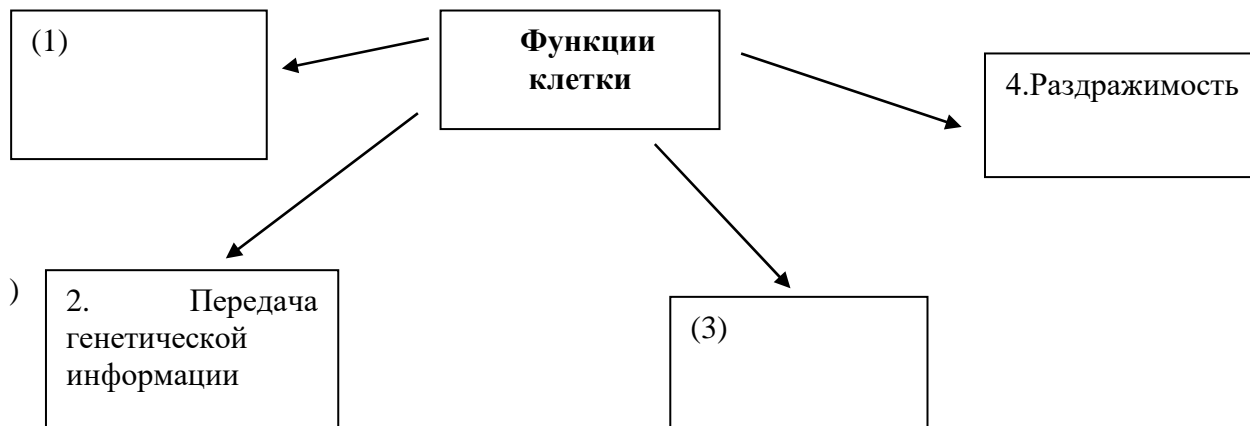 (1)
Функции
клетки
4.Раздражимость
)
2. Передача
генетической
информации
(3)